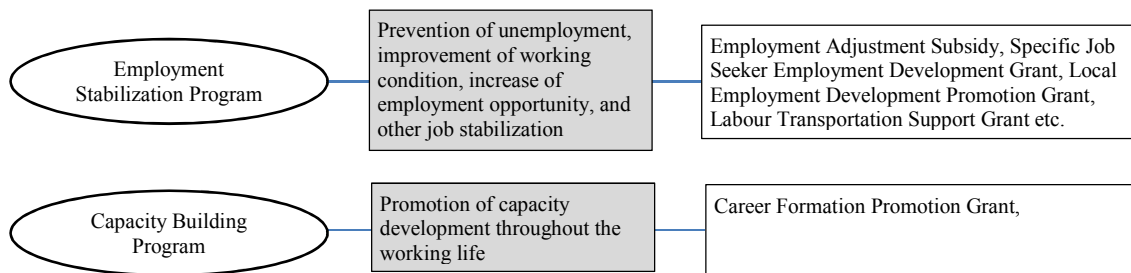 Employment
Stabilization Program
Prevention of unemployment,
improvement of working
condition, increase of
employment opportunity, and
other job stabilization
Employment Adjustment Subsidy, Specific Job
Seeker Employment Development Grant, Local
Employment Development Promotion Grant,
Labour Transportation Support Grant etc.
Capacity Building
Program
Promotion of capacity
development throughout the
working life
Career Formation Promotion Grant,